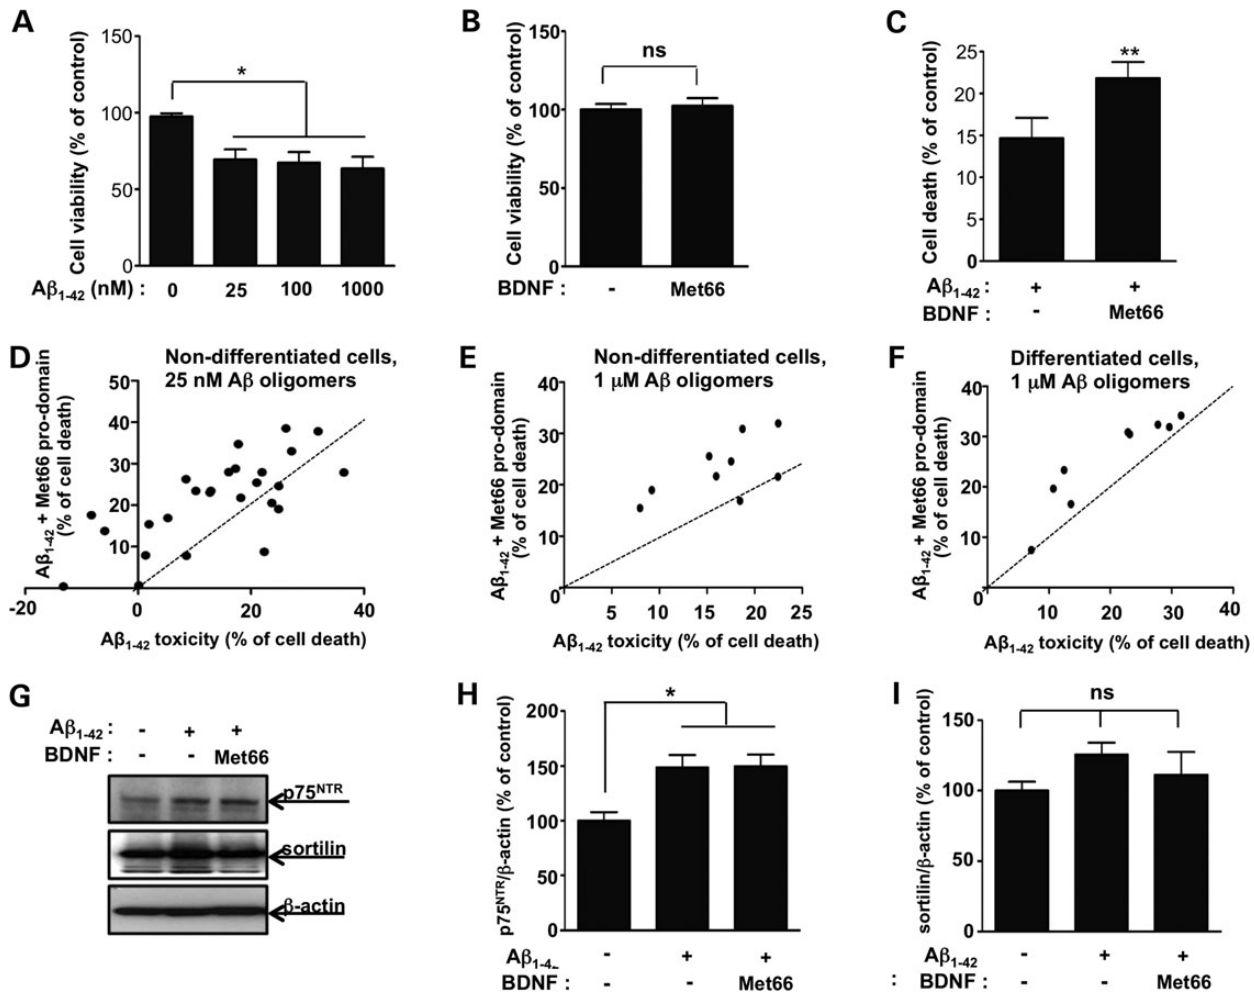 A
Cell viability (% of control)
150
100
50
0
*
Aβ1-42 (nM) : 0 25 100 1000
B
Cell viability (% of control)
150
100
50
0
ns
BDNF : - Met66
C
Cell death (% of control)
25
20
15
10
5
0
**
Aβ1-42 : + +
BDNF : - Met66
D
Non-differentiated cells,
25 nM Aβ oligomers
Aβ1-42 + Met66 pro-domain
(% of cell death)
50
40
30
20
10
-20 0 20 40
Aβ1-42 toxicity (% of cell death)
E
Non-differentiated cells,
1 μM Aβ oligomers
Aβ1-42 + Met66 pro-domain
(% of cell death)
40
30
20
10
0
5 10 15 20 25
Aβ1-42 toxicity (% of cell death)
F
Differentiated cells,
1 μM Aβ oligomers
Aβ1-42 + Met66 pro-domain
(% of cell death)
40
30
20
10
0
10 20 30 40
Aβ1-42 toxicity (% of cell death)
G
Aβ1-42 : - + +
BDNF : - - Met66
p75NTR
sortilin
β-actin
H
p75NTR/β-actin (% of control)
200
150
100
50
0
*
Aβ1-4- - + +
BDNF : - - Met66
I
sortilin/β-actin (% of control)
150
100
50
0
ns
Aβ1-42 - + +
: BDNF : - - Met66